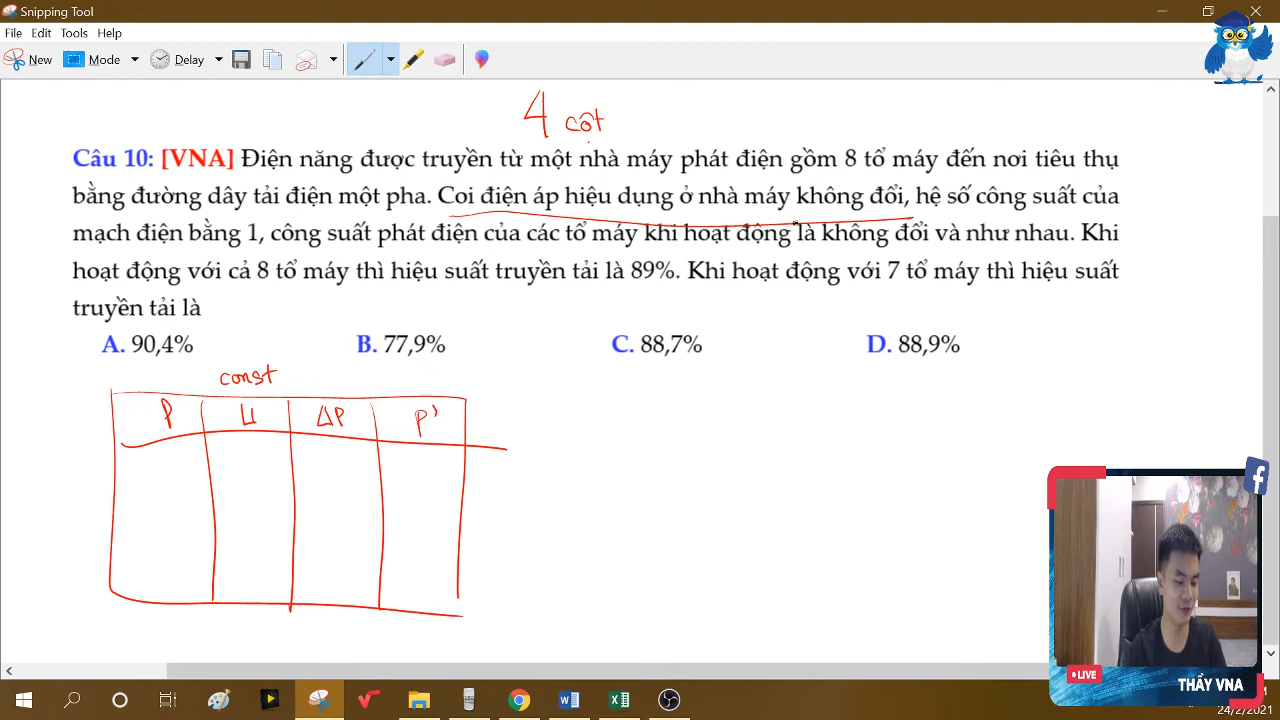 Snipping Tool
File Edit Tools Help
New Mode Delay
4 cột
Câu 10: [VNA] Điện năng được truyền từ một nhà máy phát điện gồm 8 tổ máy đến nơi tiêu thụ
bằng đường dây tải điện một pha. Coi điện áp hiệu dụng ở nhà máy không đổi, hệ số công suất của
mạch điện bằng 1, công suất phát điện của các tổ máy khi hoạt động là không đổi và như nhau. Khi
hoạt động với cả 8 tổ máy thì hiệu suất truyền tải là 89%. Khi hoạt động với 7 tổ máy thì hiệu suất
truyền tải là
A. 90,4% B. 77,9% C. 88,7% D. 88,9%
const
P U ΔP P'
LIVE
THẦY VNA
24/2/2021